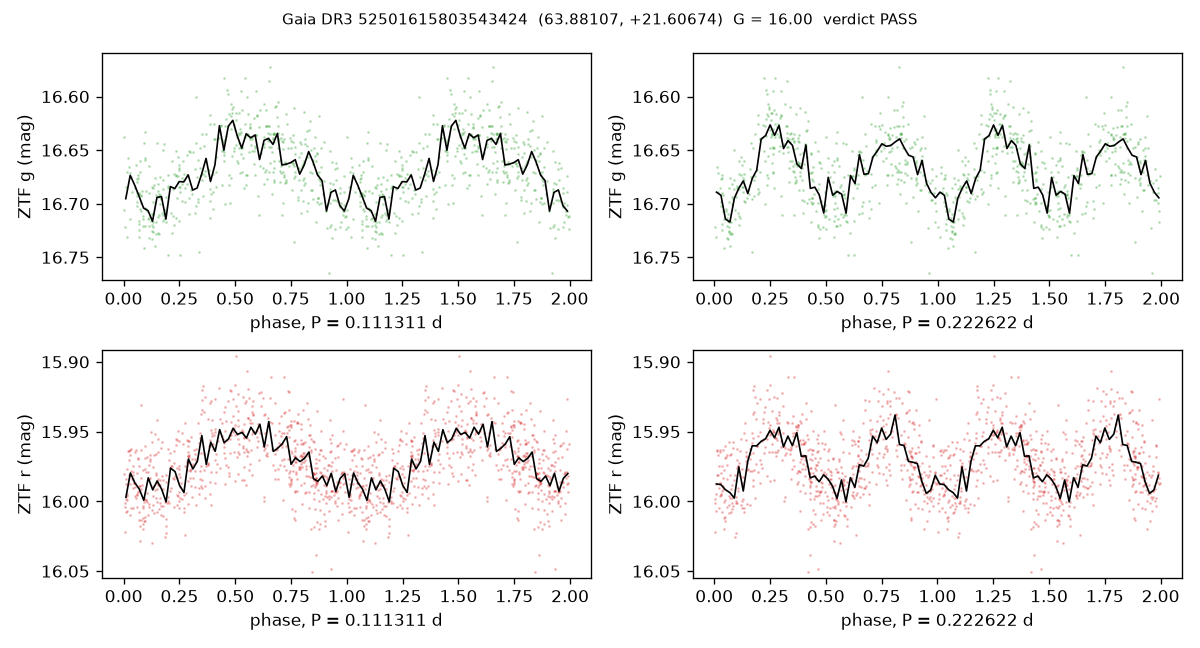 Gaia DR3 52501615803543424  (63.88107, +21.60674)  G = 16.00  verdict PASS
ZTF g (mag)
16.60
16.65
16.70
16.75
0.00 0.25 0.50 0.75 1.00 1.25 1.50 1.75 2.00
phase, P = 0.111311 d
ZTF g (mag)
16.60
16.65
16.70
16.75
0.00 0.25 0.50 0.75 1.00 1.25 1.50 1.75 2.00
phase, P = 0.222622 d
ZTF r (mag)
15.90
15.95
16.00
16.05
0.00 0.25 0.50 0.75 1.00 1.25 1.50 1.75 2.00
phase, P = 0.111311 d
ZTF r (mag)
15.90
15.95
16.00
16.05
0.00 0.25 0.50 0.75 1.00 1.25 1.50 1.75 2.00
phase, P = 0.222622 d